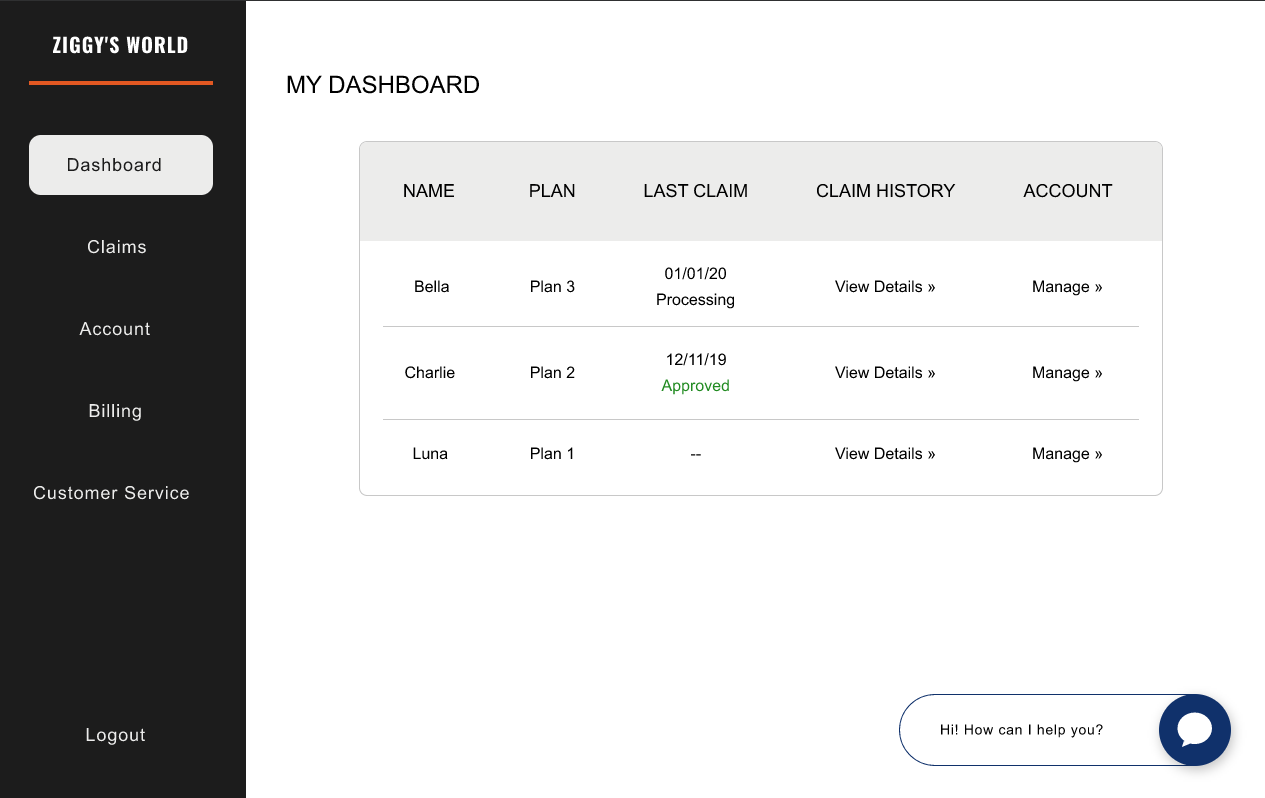 ZIGGY'S WORLD
Dashboard
Claims
Account
Billing
Customer Service
Logout
MY DASHBOARD
NAME PLAN LAST CLAIM CLAIM HISTORY ACCOUNT
Bella Plan 3 01/01/20 Processing View Details » Manage »
Charlie Plan 2 12/11/19 Approved View Details » Manage »
Luna Plan 1 -- View Details » Manage »
Hi! How can I help you?